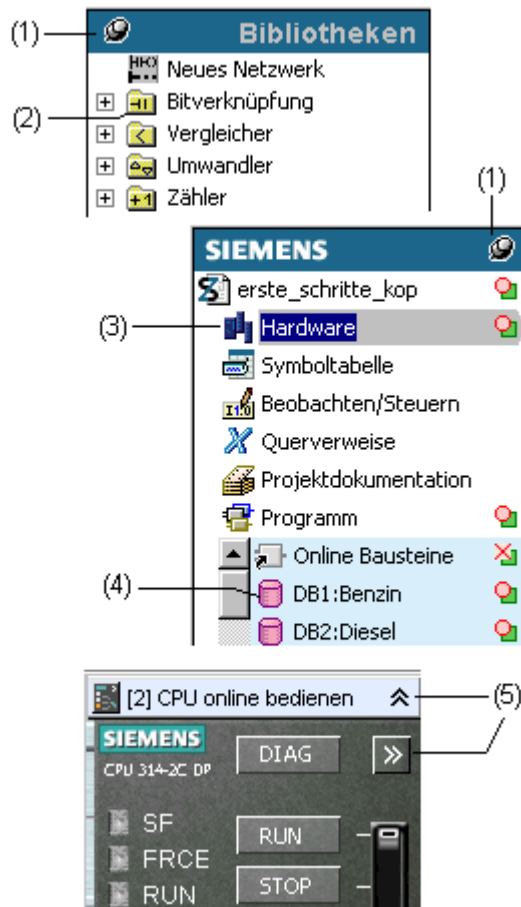 (1)
Bibliotheken
Neues Netzwerk
Bitverknüpfung
(2)
Vergleicher
Umwandler
Zähler
(1)
SIEMENS
erste_schritte_kop
(3)
Hardware
Symboltabelle
Beobachten/Steuern
Querverweise
Projektdokumentation
Programm
Online Bausteine
(4)
DB1:Benzin
DB2:Diesel
[2] CPU online bedienen
(5)
SIEMENS
DIAG
CPU 314-2C DP
SF
RUN
FRCE
RUN
STOP